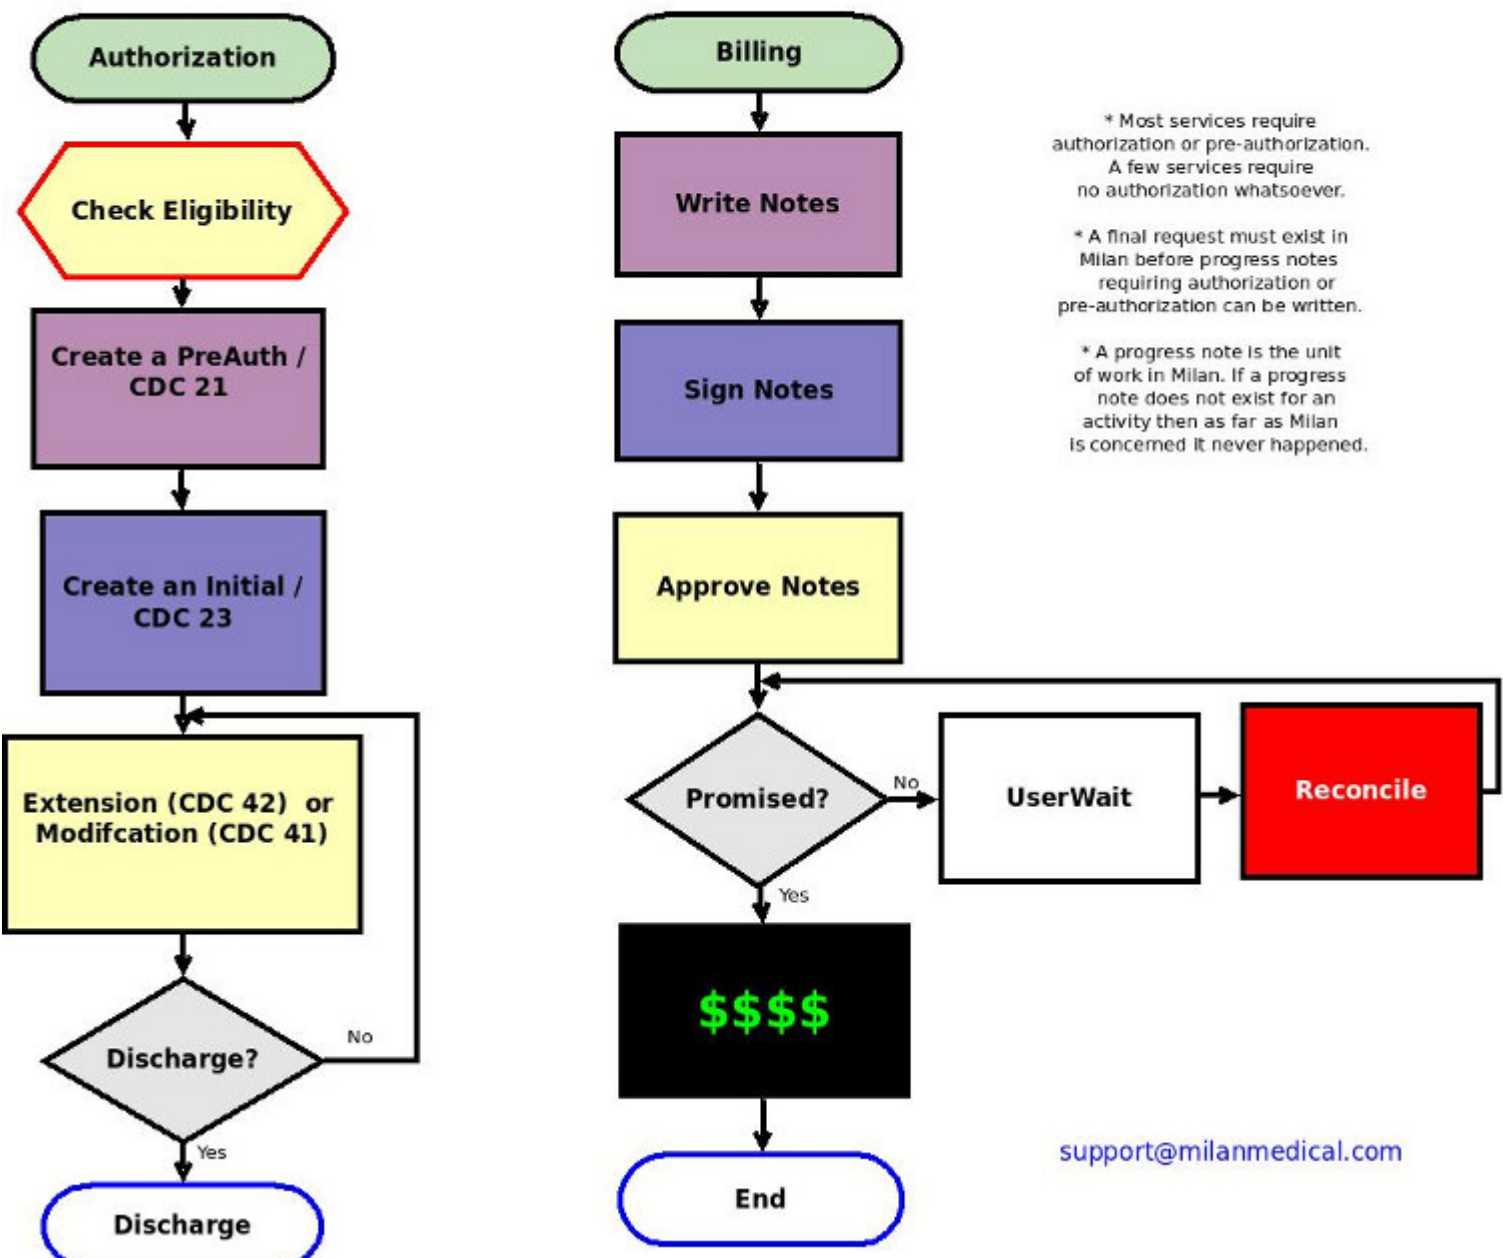 Authorization
Check Eligibility
Create a PreAuth /
CDC 21
Create an Initial /
CDC 23
Extension (CDC 42)  or
Modifcation (CDC 41)
Discharge?
No
Yes
Discharge
Billing
Write Notes
Sign Notes
Approve Notes
Promised?
No
UserWait
Reconcile
Yes
$$$$
End
* Most services require
authorization or pre-authorization.
A few services require
no authorization whatsoever.
* A final request must exist in
Milan before progress notes
requiring authorization or
pre-authorization can be written.
* A progress note is the unit
of work in Milan. If a progress
note does not exist for an
activity then as far as Milan
is concerned it never happened.
support@milanmedical.com